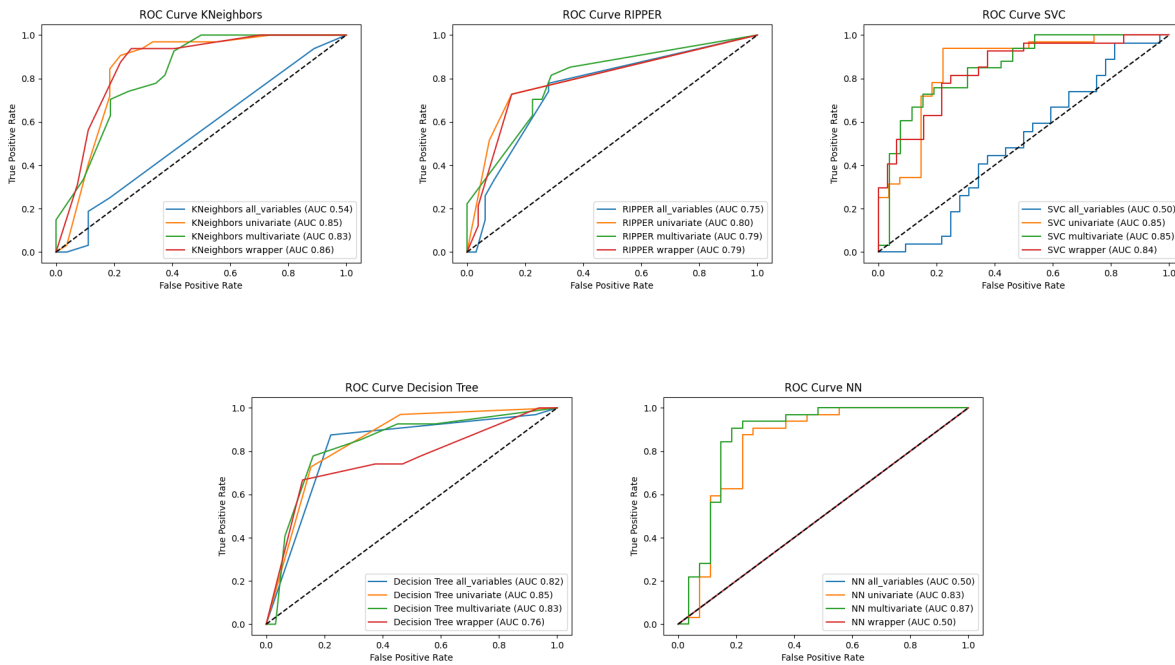 ROC Curve KNeighbors
True Positive Rate
1.0
0.8
0.6
0.4
0.2
0.0
KNeighbors all_variables (AUC 0.54)
KNeighbors univariate (AUC 0.85)
KNeighbors multivariate (AUC 0.83)
KNeighbors wrapper (AUC 0.86)
0.0 0.2 0.4 0.6 0.8 1.0
False Positive Rate
ROC Curve RIPPER
True Positive Rate
1.0
0.8
0.6
0.4
0.2
0.0
RIPPER all_variables (AUC 0.75)
RIPPER univariate (AUC 0.80)
RIPPER multivariate (AUC 0.79)
RIPPER wrapper (AUC 0.79)
0.0 0.2 0.4 0.6 0.8 1.0
False Positive Rate
ROC Curve SVC
True Positive Rate
1.0
0.8
0.6
0.4
0.2
0.0
SVC all_variables (AUC 0.50)
SVC univariate (AUC 0.85)
SVC multivariate (AUC 0.85)
SVC wrapper (AUC 0.84)
0.0 0.2 0.4 0.6 0.8 1.0
False Positive Rate
ROC Curve Decision Tree
True Positive Rate
1.0
0.8
0.6
0.4
0.2
0.0
Decision Tree all_variables (AUC 0.82)
Decision Tree univariate (AUC 0.85)
Decision Tree multivariate (AUC 0.83)
Decision Tree wrapper (AUC 0.76)
0.0 0.2 0.4 0.6 0.8 1.0
False Positive Rate
ROC Curve NN
True Positive Rate
1.0
0.8
0.6
0.4
0.2
0.0
NN all_variables (AUC 0.50)
NN univariate (AUC 0.83)
NN multivariate (AUC 0.87)
NN wrapper (AUC 0.50)
0.0 0.2 0.4 0.6 0.8 1.0
False Positive Rate